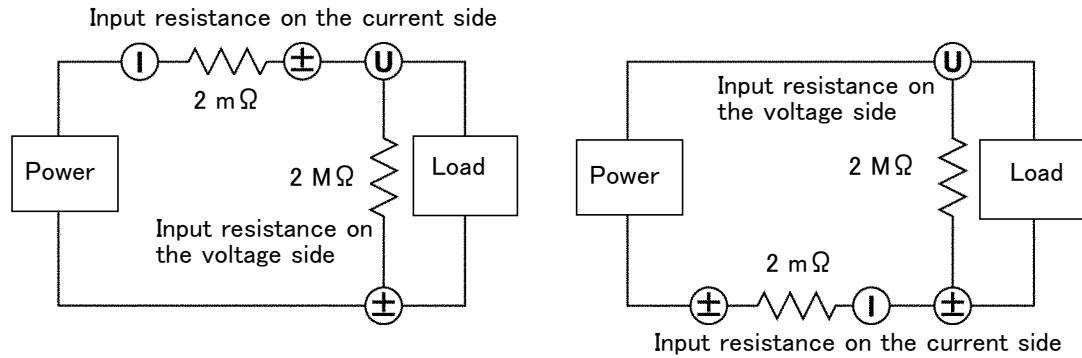 Input resistance on the current side
I
±
U
2 mΩ
Power
2 MΩ
Load
Input resistance on
the voltage side
±
U
Input resistance on
the voltage side
Power
2 MΩ
Load
2 mΩ
±
I
±
Input resistance on the current side